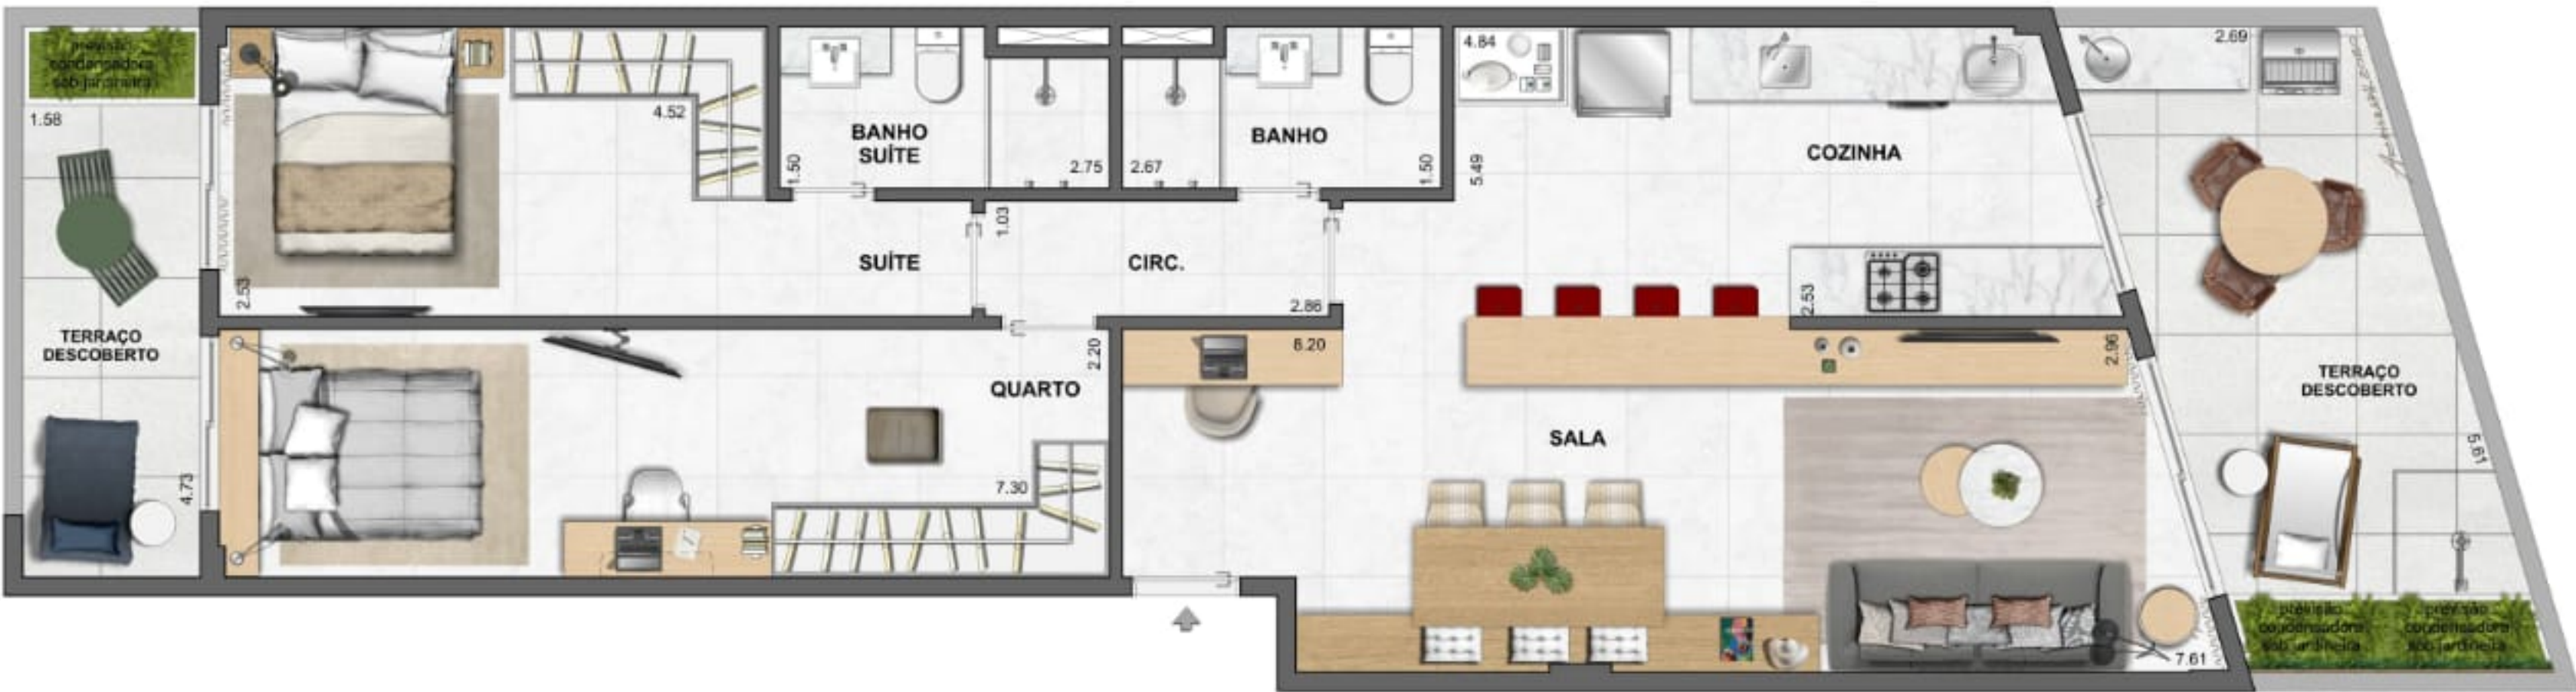 previsão
condensadora
sob jardineira
1.58
TERRAÇO
DESCOBERTO
4.73
4.52
2.53
SUÍTE
BANHO
SUÍTE
1.50
2.75
2.67
BANHO
1.50
1.03
CIRC.
2.86
QUARTO
2.20
7.30
8.20
4.84
5.49
COZINHA
2.53
2.96
SALA
7.61
2.69
TERRAÇO
DESCOBERTO
5.61
previsão
condensadora
sob jardineira
previsão
condensadora
sob jardineira